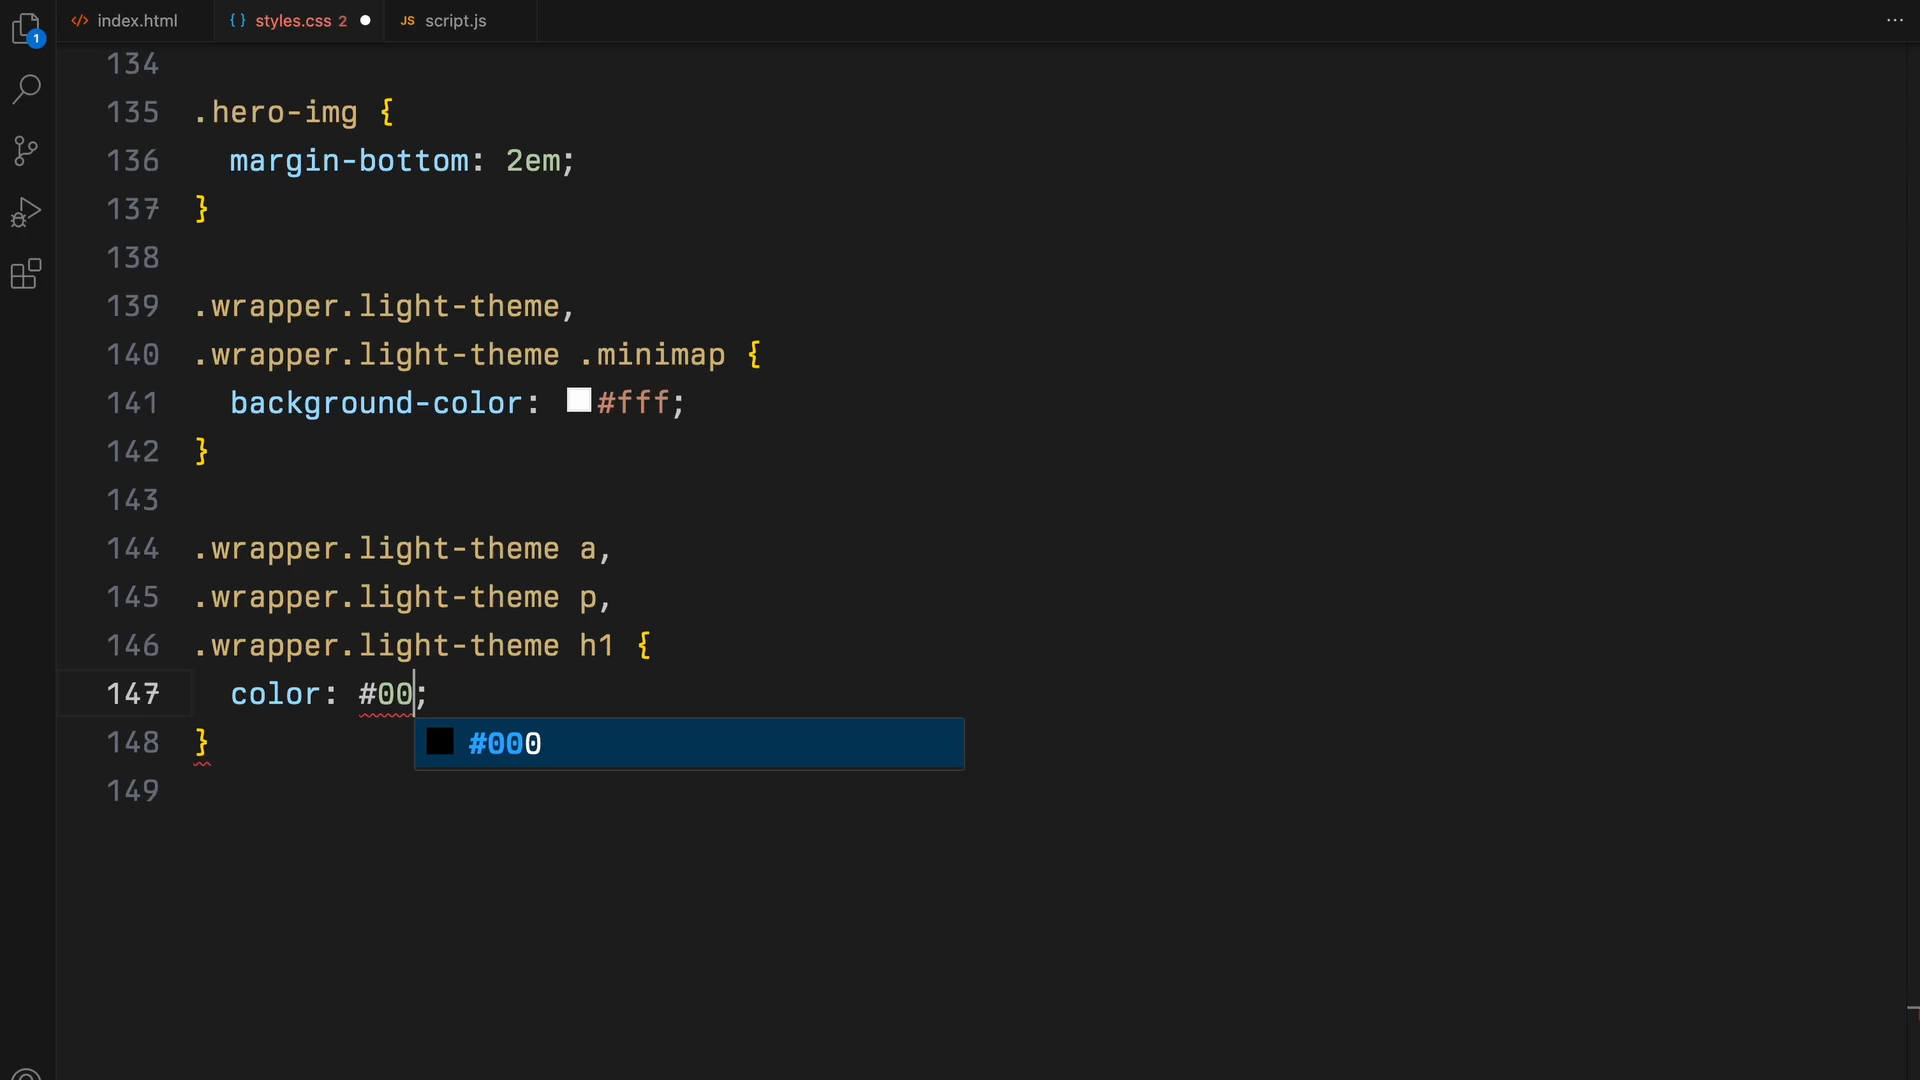 index.html styles.css 2 JS script.js
1
134
135 .hero-img {
136   margin-bottom: 2em;
137 }
138
139 .wrapper.light-theme,
140 .wrapper.light-theme .minimap {
141   background-color: #fff;
142 }
143
144 .wrapper.light-theme a,
145 .wrapper.light-theme p,
146 .wrapper.light-theme h1 {
147   color: #00;
148 } #000
149